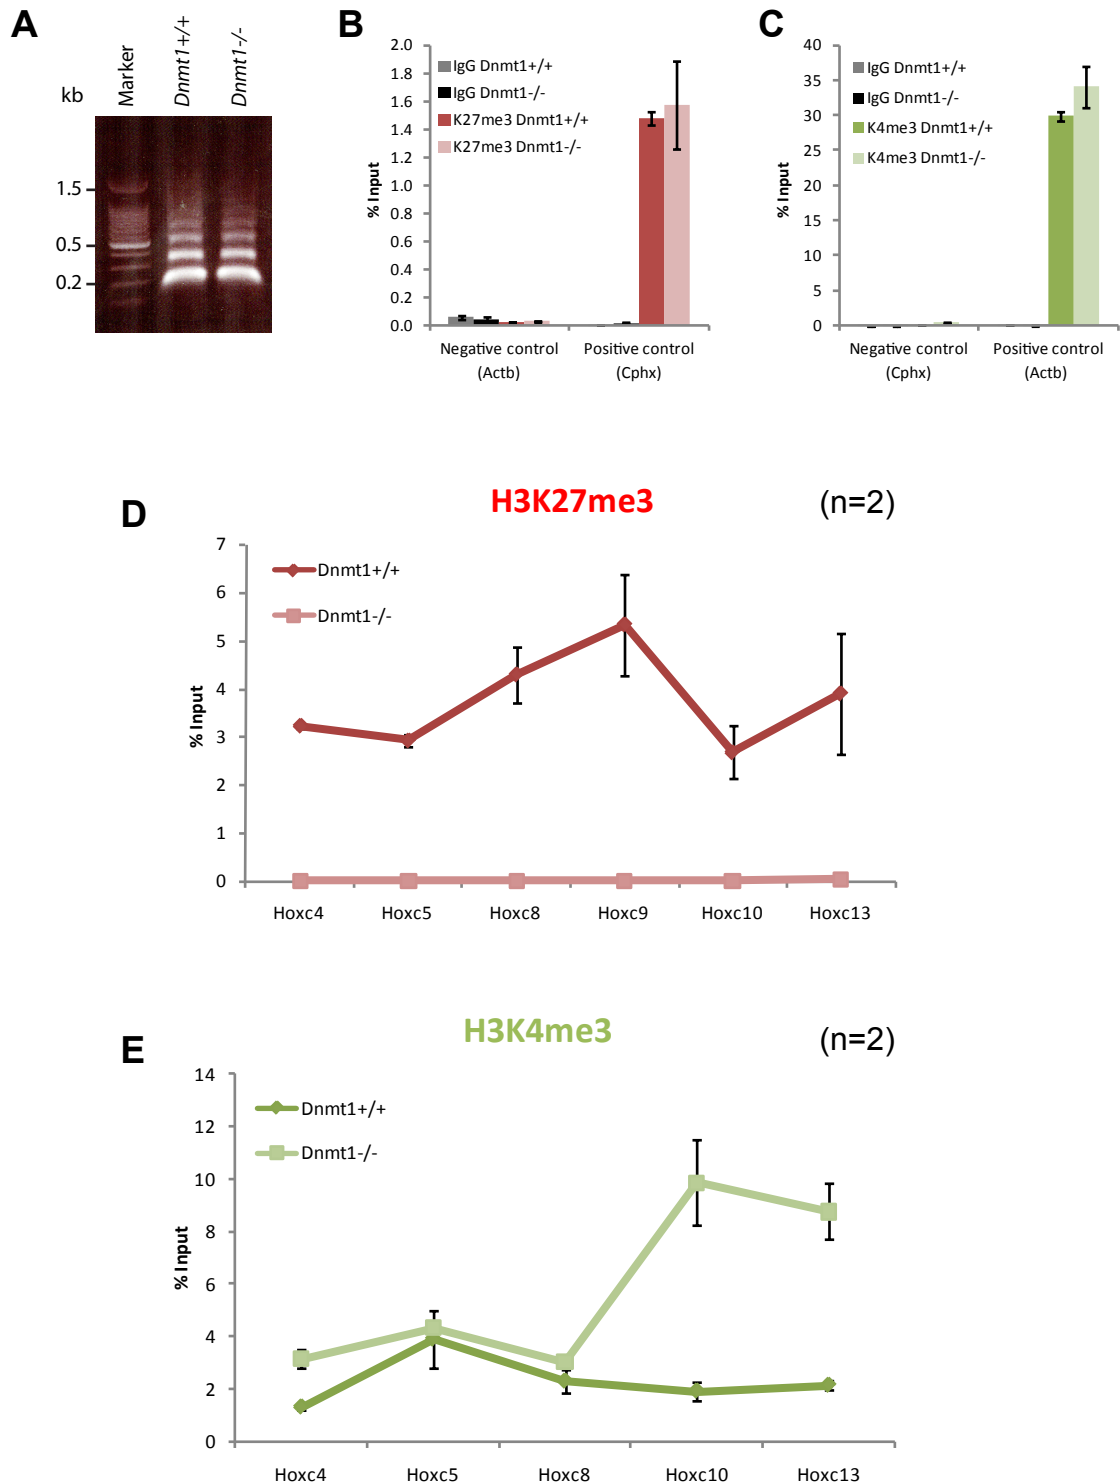 A
kb
Marker
Dnmt1+/+
Dnmt1-/-
1.5
0.5
0.2
B
2.0
1.8
1.6
1.4
1.2
1.0
0.8
0.6
0.4
0.2
0.0
% Input
IgG Dnmt1+/+
IgG Dnmt1-/-
K27me3 Dnmt1+/+
K27me3 Dnmt1-/-
Negative control
(Actb)
Positive control
(Cphx)
C
40
35
30
25
20
15
10
5
0
% Input
IgG Dnmt1+/+
IgG Dnmt1-/-
K4me3 Dnmt1+/+
K4me3 Dnmt1-/-
Negative control
(Cphx)
Positive control
(Actb)
D
H3K27me3
(n=2)
7
6
5
4
3
2
1
0
% Input
Dnmt1+/+
Dnmt1-/-
Hoxc4
Hoxc5
Hoxc8
Hoxc9
Hoxc10
Hoxc13
E
H3K4me3
(n=2)
14
12
10
8
6
4
2
0
% Input
Dnmt1+/+
Dnmt1-/-
Hoxc4
Hoxc5
Hoxc8
Hoxc10
Hoxc13